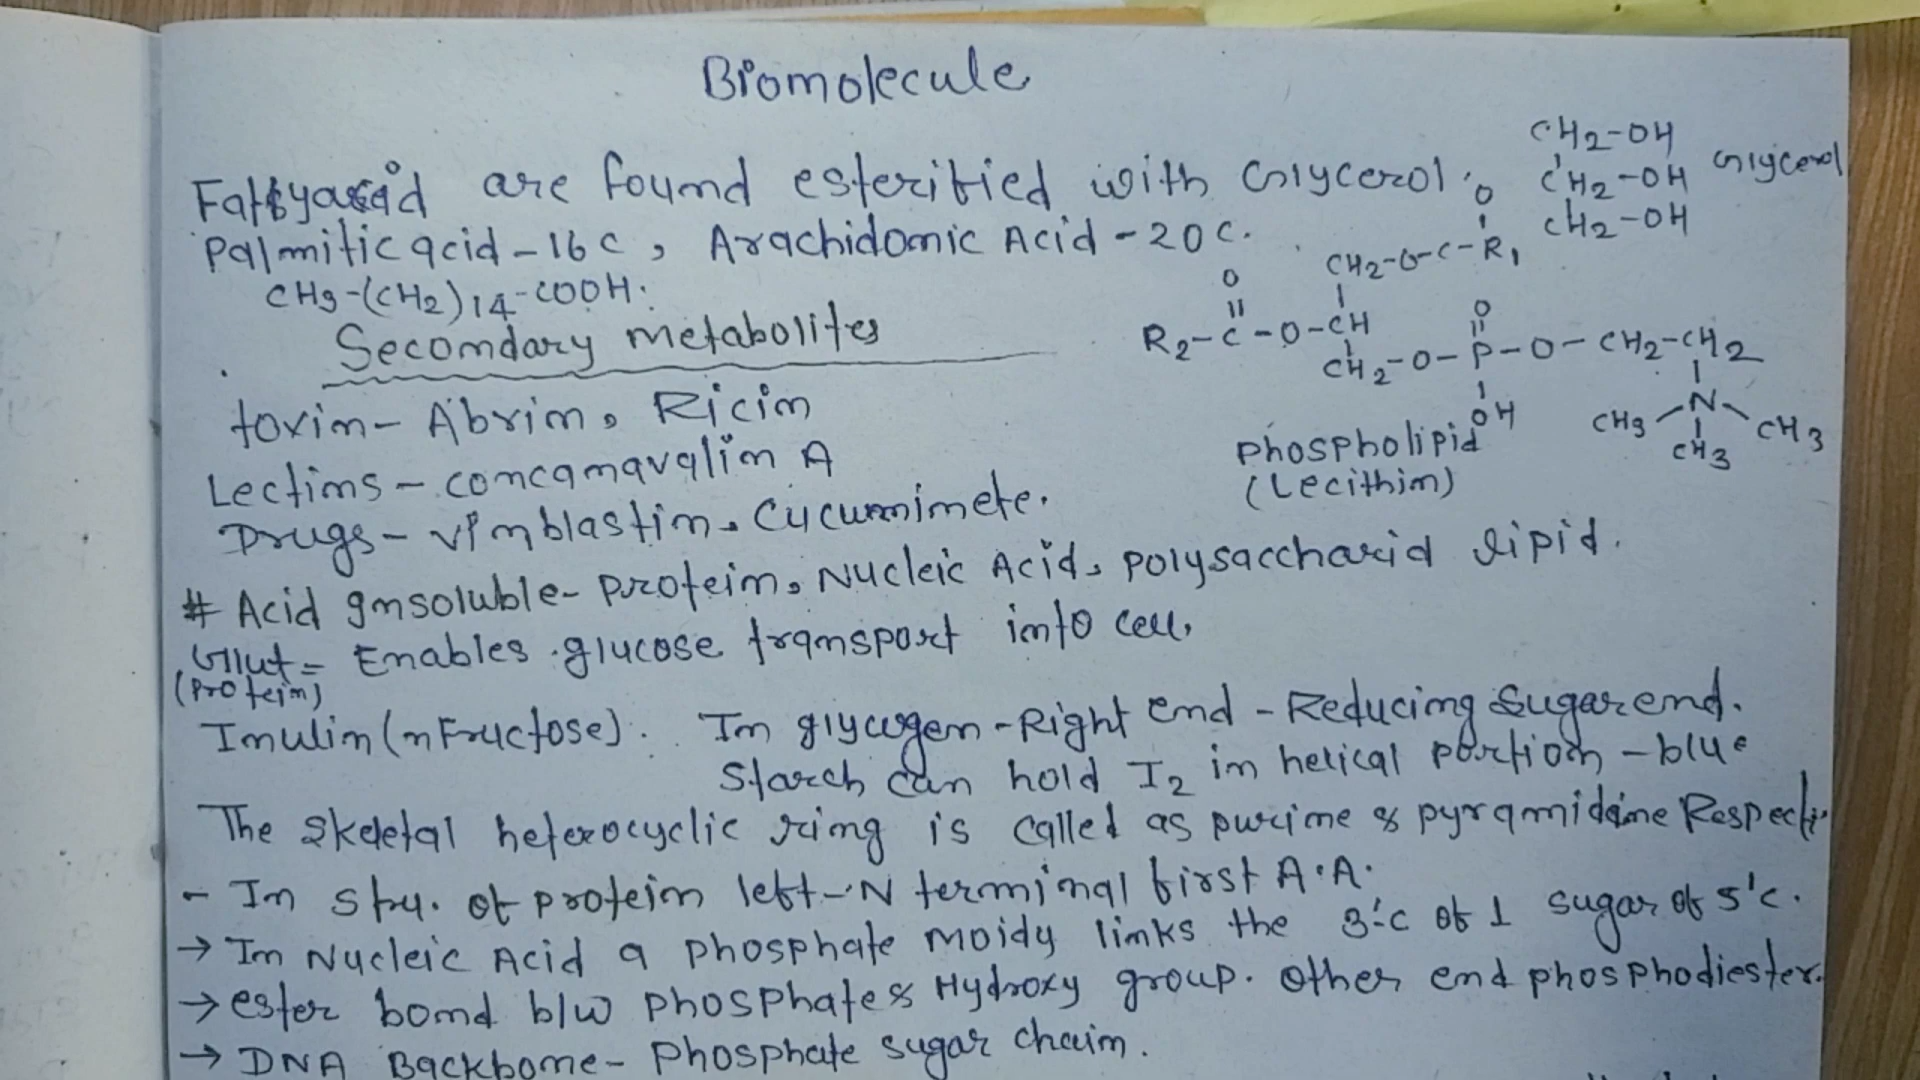 Biomolecule
Fattyacid are found esterified with Glycerol.
Palmitic acid - 16 C, Arachidonic Acid - 20 C.
CH3-(CH2)14-COOH.
CH2-OH
CH2-OH Glycerol
CH2-OH
O
CH2-O-C-R1
O
R2-C-O-CH
O
CH2-O-P-O-CH2-CH2
OH
N
CH3 CH3 CH3
Phospholipid
(Lecithin)
Secondary metabolites
toxin - Abrin, Ricin
Lectins - concanavalin A
Drugs - vinblastin,
# Acid Insoluble - Protein, Nucleic Acid, Polysaccharid lipid.
Glut = Enables glucose transport into cell,
(Protein)
Inulin (n Fructose). In glycogen - Right end - Reducing Sugar end.
Starch can hold I2 in helical portion - blue
The Skeletal heterocyclic ring is called as purine & pyramidine Respecti
- In stru. of protein left - N terminal first A.A.
→ In Nucleic Acid a phosphate moidy links the 3'c of 1 sugar of 5'c.
→ ester bond b/w phosphate & Hydroxy group. Other end phosphodiester.
→ DNA Backbone - Phosphate sugar chain.